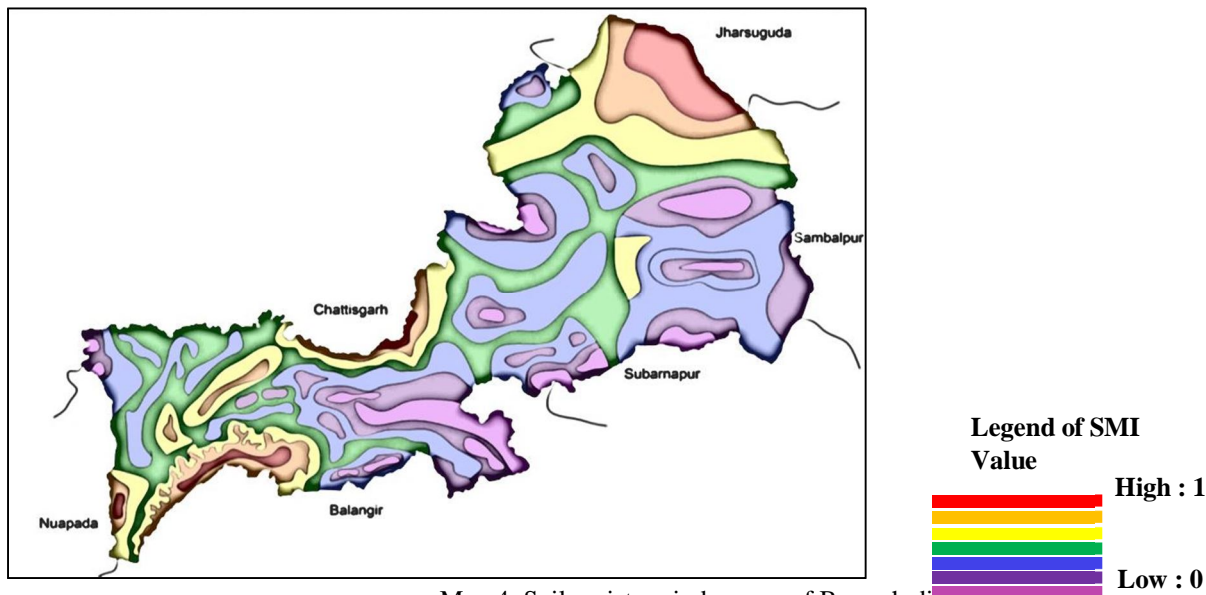 Jharsuguda
Sambalpur
Chattisgarh
Subarnapur
Balangir
Nuapada
Legend of SMI
Value
High : 1
Low : 0